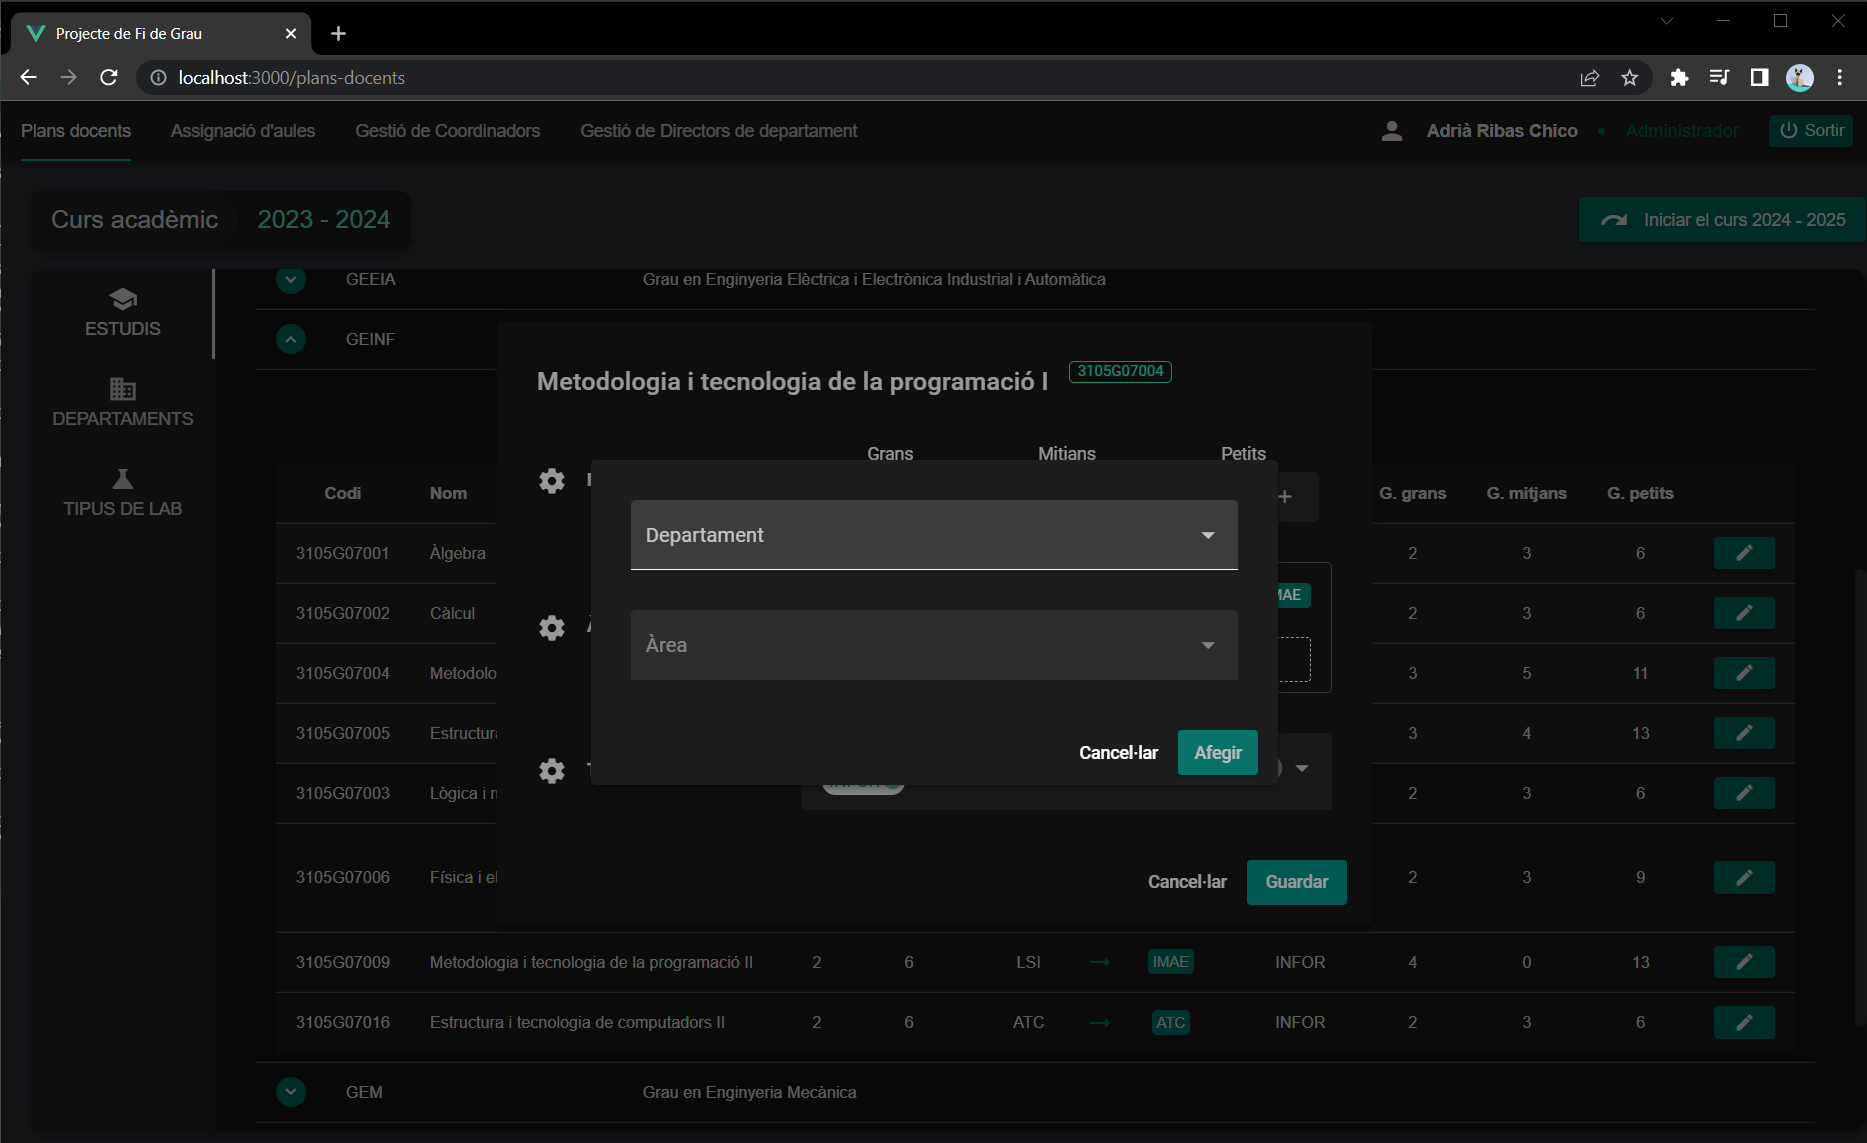 Projecte de Fi de Grau
localhost:3000/plans-docents
Plans docents Assignació d'aules Gestió de Coordinadors Gestió de Directors de departament Adrià Ribas Chico • Administrador Sortir
Curs acadèmic 2023 - 2024 Iniciar el curs 2024 - 2025
ESTUDIS
DEPARTAMENTS
TIPUS DE LAB
GEEIA Grau en Enginyeria Elèctrica i Electrònica Industrial i Automàtica
GEINF
Metodologia i tecnologia de la programació I 3105G07004
Grans Mitians Petits
Departament
Àrea
Cancel·lar Afegir
Cancel·lar Guardar
Codi Nom G. grans G. mitjans G. petits
3105G07001 Àlgebra 2 3 6
3105G07002 Càlcul 2 3 6
3105G07004 Metodolo 3 5 11
3105G07005 Estructur 3 4 13
3105G07003 Lògica i 2 3 6
3105G07006 Física i el 2 3 9
3105G07009 Metodologia i tecnologia de la programació II 2 6 LSI → IMAE INFOR 4 0 13
3105G07016 Estructura i tecnologia de computadors II 2 6 ATC → ATC INFOR 2 3 6
GEM Grau en Enginyeria Mecànica